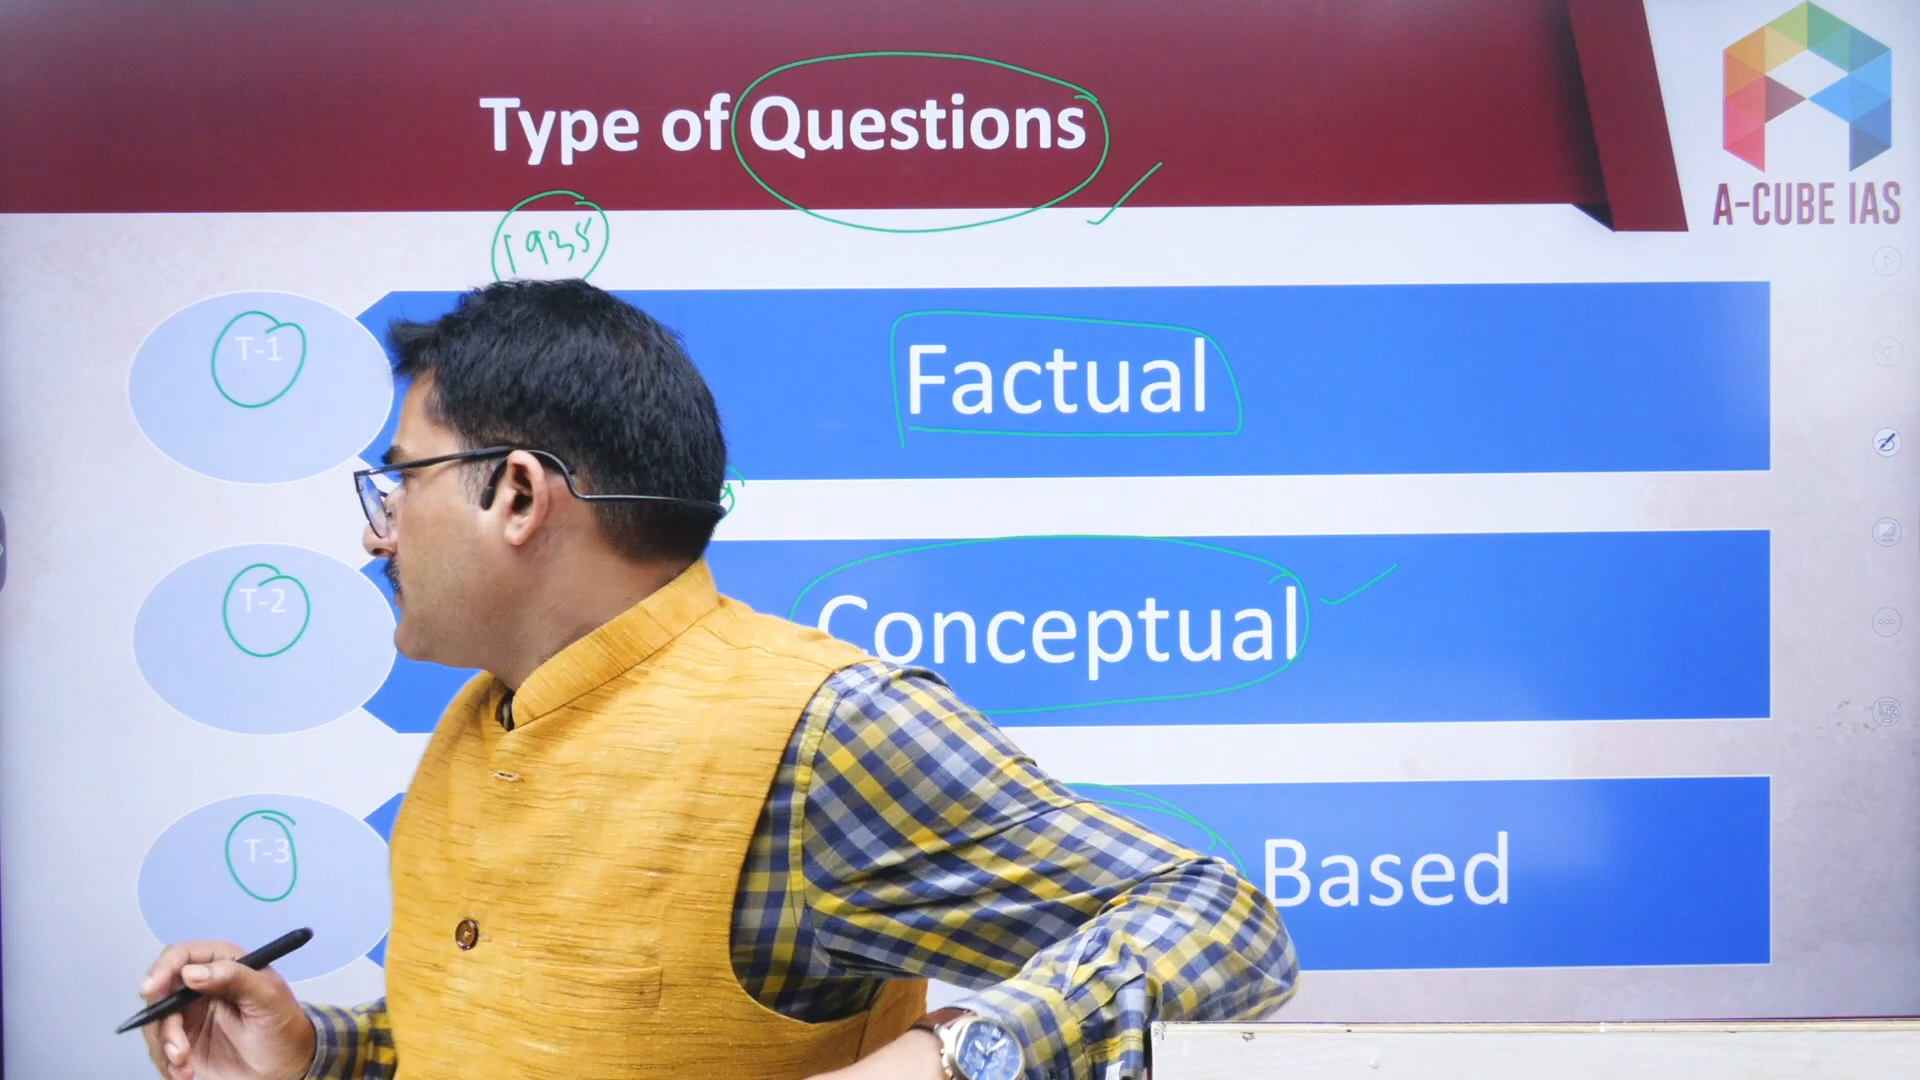 Type of Questions
A-CUBE IAS
1935
T-1
Factual
T-2
Conceptual
T-3
Based